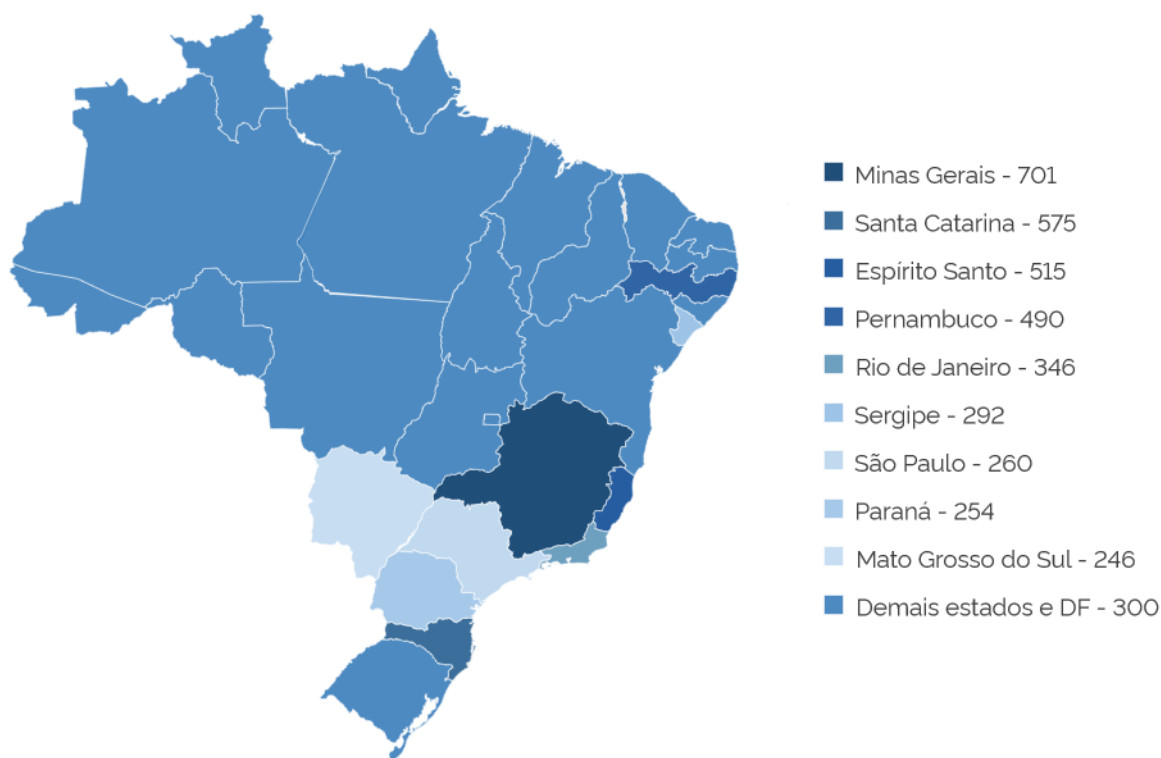 Minas Gerais - 701
Santa Catarina - 575
Espírito Santo - 515
Pernambuco - 490
Rio de Janeiro - 346
Sergipe - 292
São Paulo - 260
Paraná - 254
Mato Grosso do Sul - 246
Demais estados e DF - 300